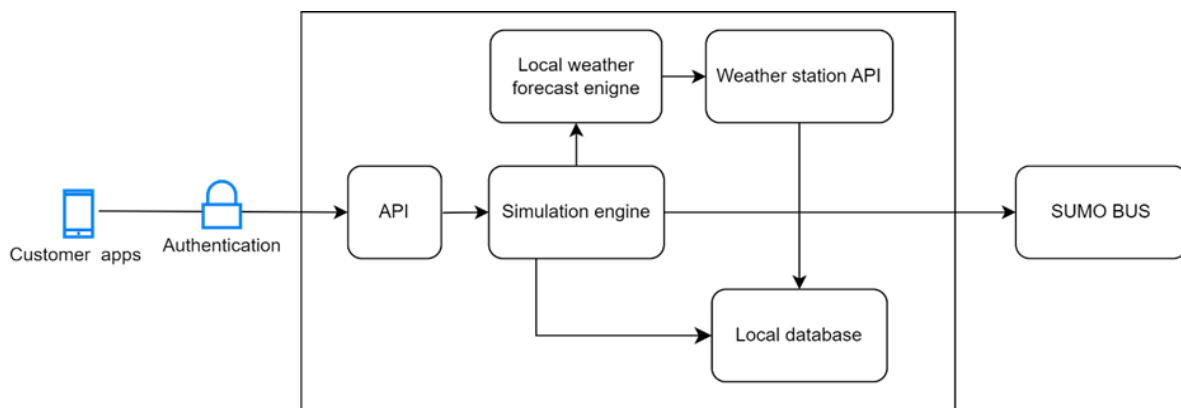 Local weather
forecast enigne
Weather station API
API
Simulation engine
SUMO BUS
Customer apps
Authentication
Local database